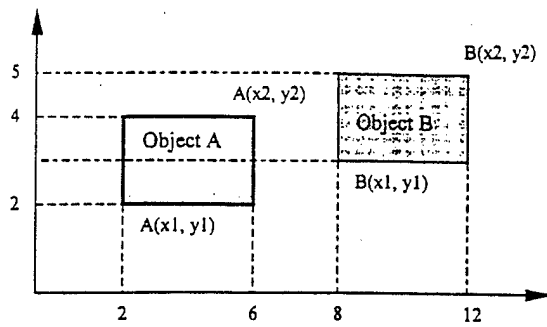 B(x2, y2)
5
A(x2, y2)
4
Object A
Object B
B(x1, y1)
2
A(x1, y1)
2
6
8
12